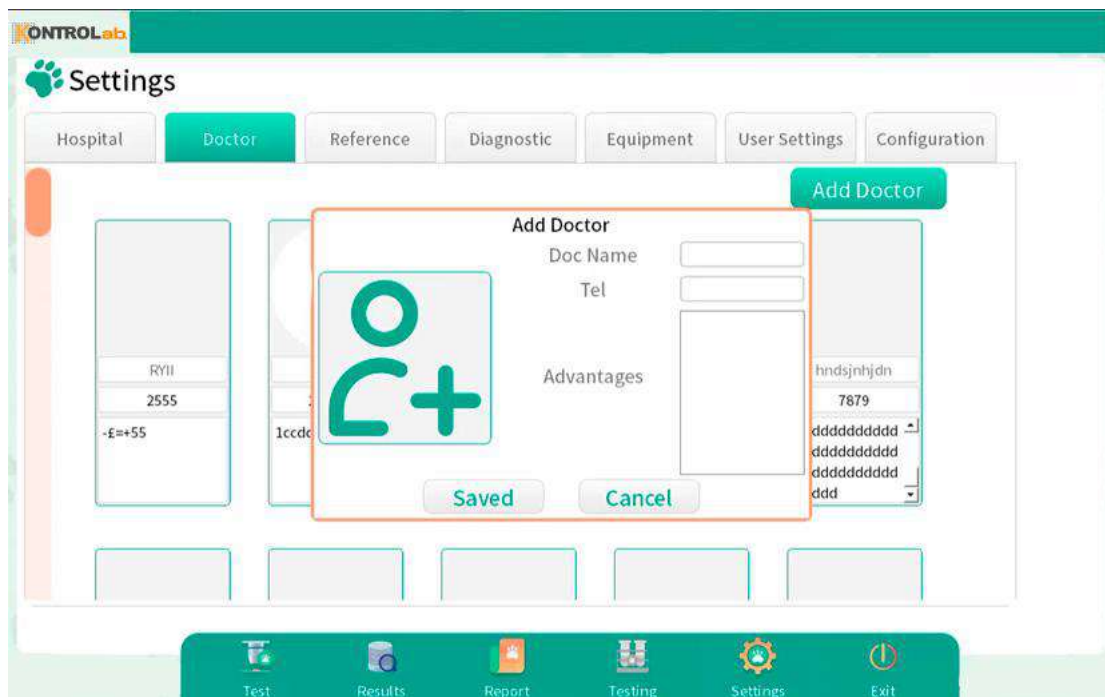 KONTROLab
Settings
Hospital Doctor Reference Diagnostic Equipment User Settings Configuration
Add Doctor
Add Doctor
Doc Name
Tel
Advantages
Saved Cancel
RYII
2555
-£=+55
hndsjnhjdn
7879
dddddddddd
dddddddddd
dddddddddd
ddd
Test Results Report Testing Settings Exit